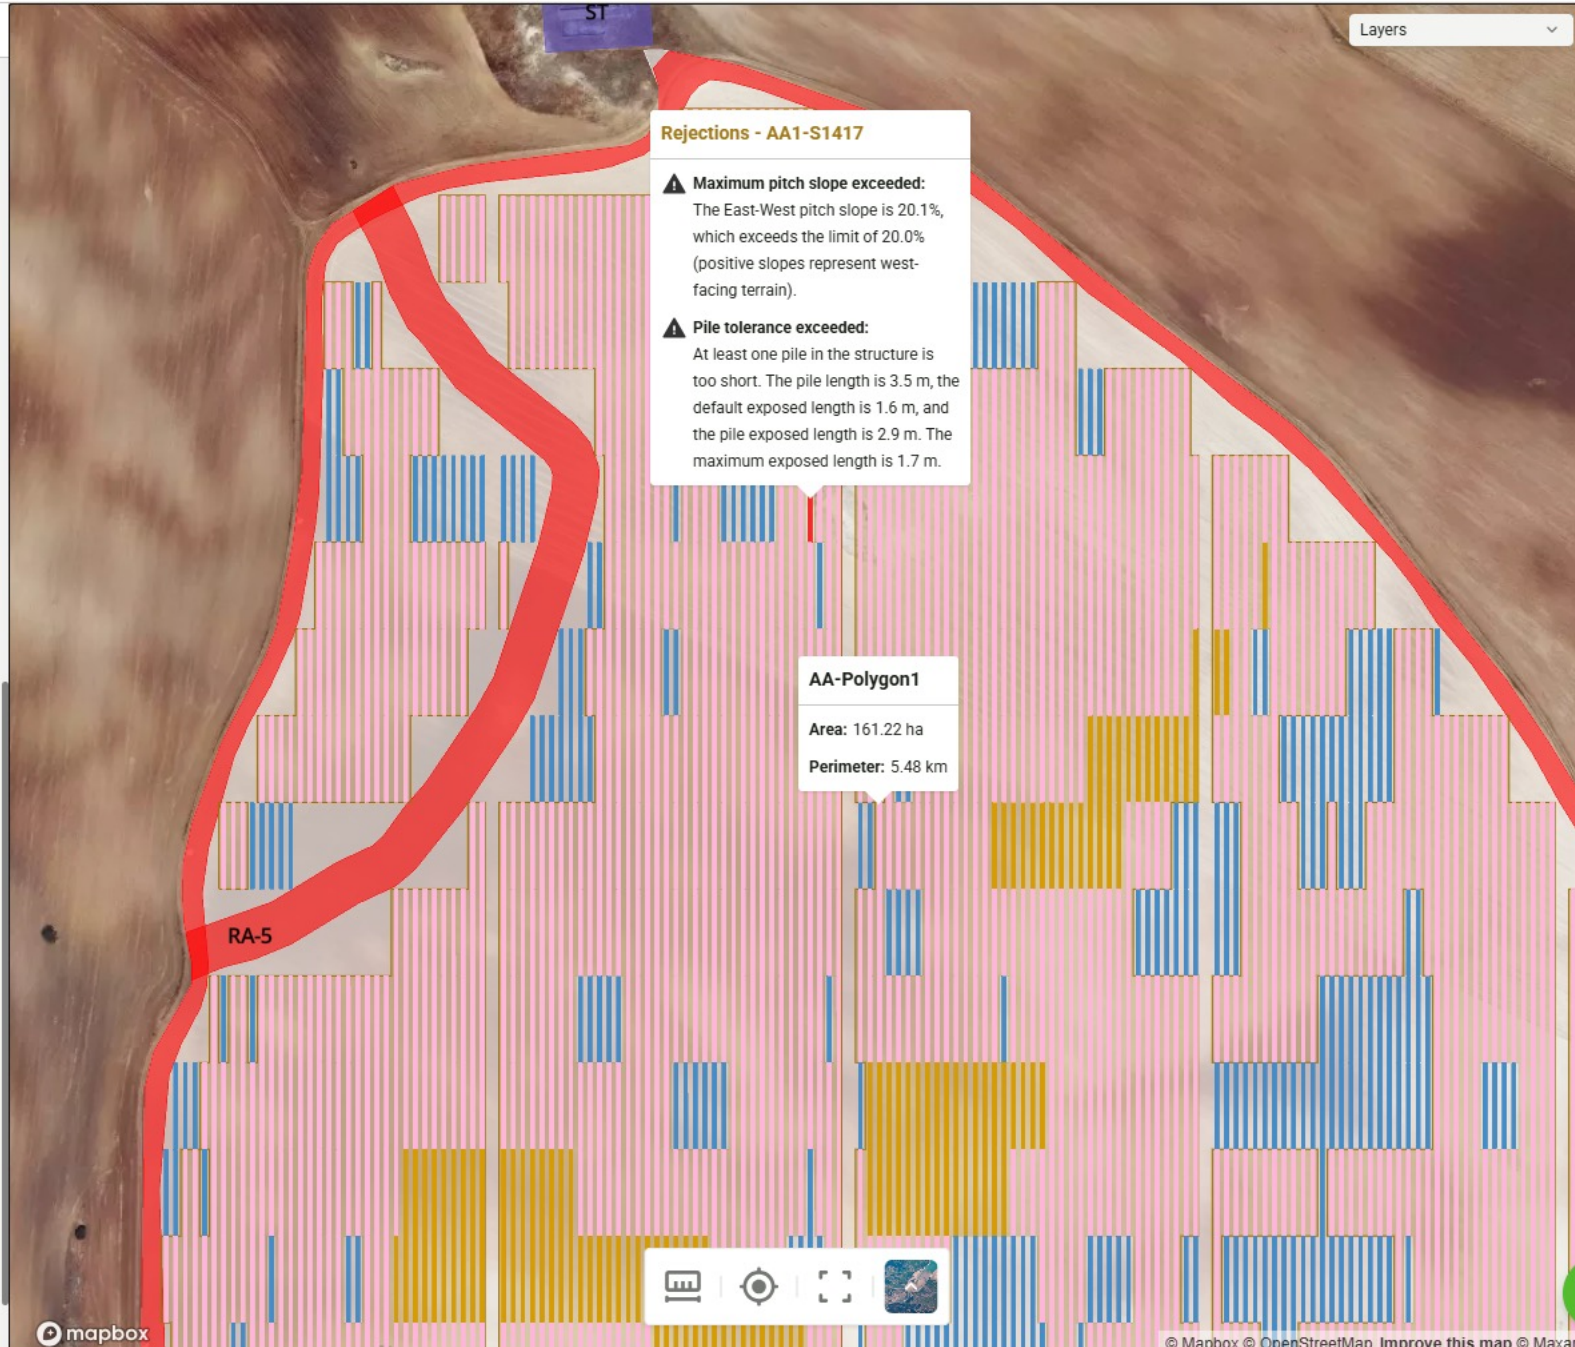 ST
Layers
Rejections - AA1-S1417
Maximum pitch slope exceeded:
The East-West pitch slope is 20.1%,
which exceeds the limit of 20.0%
(positive slopes represent west-
facing terrain).
Pile tolerance exceeded:
At least one pile in the structure is
too short. The pile length is 3.5 m, the
default exposed length is 1.6 m, and
the pile exposed length is 2.9 m. The
maximum exposed length is 1.7 m.
AA-Polygon1
Area: 161.22 ha
Perimeter: 5.48 km
RA-5
mapbox
© Mapbox © OpenStreetMap Improve this map © Maxar